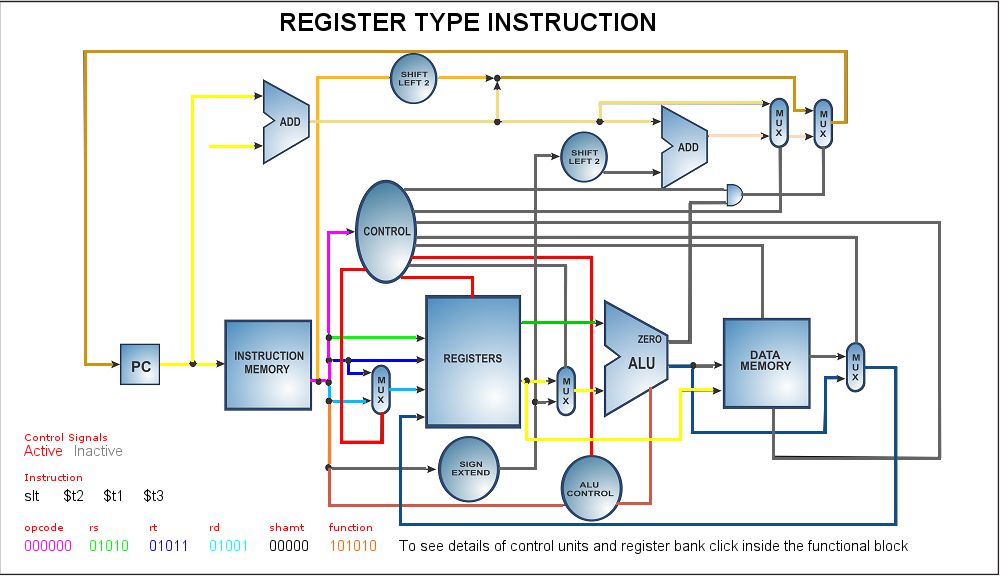 REGISTER TYPE INSTRUCTION
SHIFT
LEFT 2
ADD
M
U
X
M
U
X
SHIFT
LEFT 2
ADD
CONTROL
PC
INSTRUCTION
MEMORY
REGISTERS
ZERO
ALU
DATA
MEMORY
M
U
X
M
U
X
M
U
X
SIGN
EXTEND
ALU
CONTROL
Control Signals
Active Inactive
Instruction
slt $t2 $t1 $t3
opcode rs rt rd shamt function
000000 01010 01011 01001 00000 101010
To see details of control units and register bank click inside the functional block